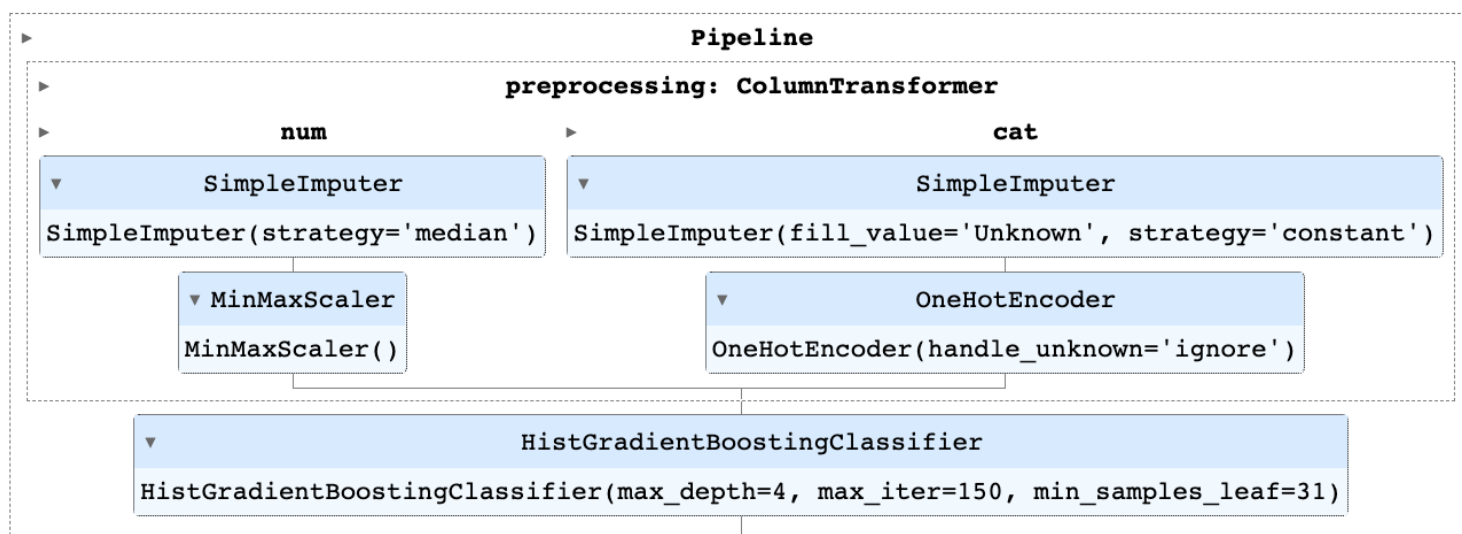 Pipeline
preprocessing: ColumnTransformer
num
cat
SimpleImputer
SimpleImputer(strategy='median')
SimpleImputer
SimpleImputer(fill_value='Unknown', strategy='constant')
MinMaxScaler
MinMaxScaler()
OneHotEncoder
OneHotEncoder(handle_unknown='ignore')
HistGradientBoostingClassifier
HistGradientBoostingClassifier(max_depth=4, max_iter=150, min_samples_leaf=31)